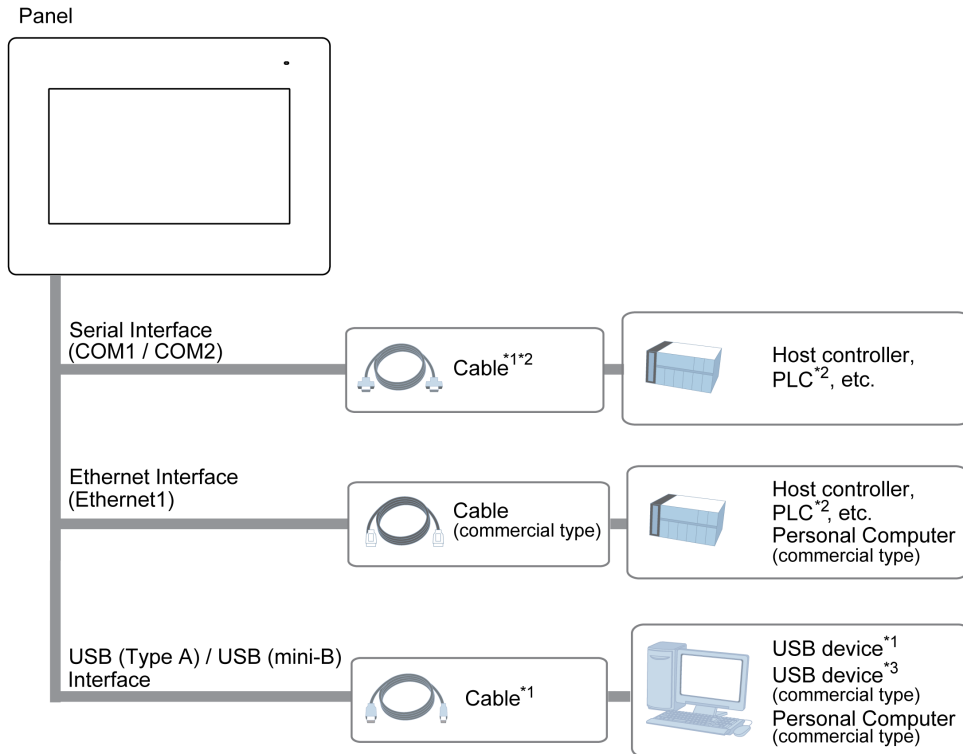 Panel
Serial Interface
(COM1 / COM2)
Cable*1*2
Host controller,
PLC*2, etc.
Ethernet Interface
(Ethernet1)
Cable
(commercial type)
Host controller,
PLC*2, etc.
Personal Computer
(commercial type)
USB (Type A) / USB (mini-B)
Interface
Cable*1
USB device*1
USB device*3
(commercial type)
Personal Computer
(commercial type)